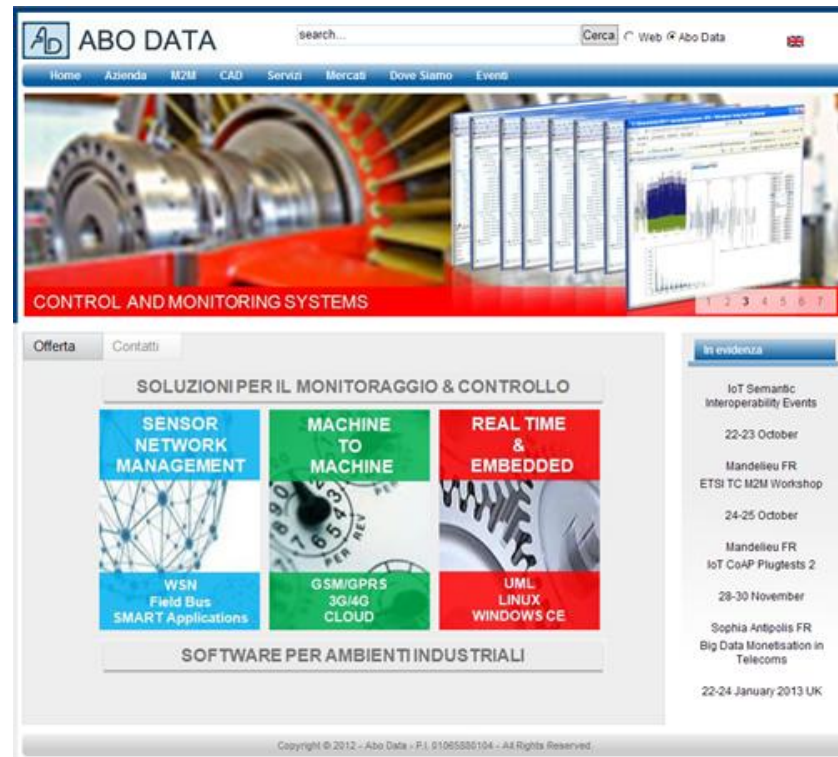 AD ABO DATA
search...
Cerca
Web
Abo Data
Home Azienda M2M CAD Servizi Mercati Dove Siamo Eventi
CONTROL AND MONITORING SYSTEMS
1 2 3 4 5 6 7
Offerta
Contatti
SOLUZIONI PER IL MONITORAGGIO & CONTROLLO
SENSOR
NETWORK
MANAGEMENT
WSN
Field Bus
SMART Applications
MACHINE
TO
MACHINE
PER REV
GSM/GPRS
3G/4G
CLOUD
REAL TIME
&
EMBEDDED
UML
LINUX
WINDOWS CE
SOFTWARE PER AMBIENTI INDUSTRIALI
In evidenza
IoT Semantic
Interoperability Events
22-23 October
Mandelieu FR
ETSI TC M2M Workshop
24-25 October
Mandelieu FR
IoT CoAP Plugtests 2
28-30 November
Sophia Antipolis FR
Big Data Monetisation in
Telecoms
22-24 January 2013 UK
Copyright © 2012 - Abo Data - P.I. 01065880104 - All Rights Reserved.